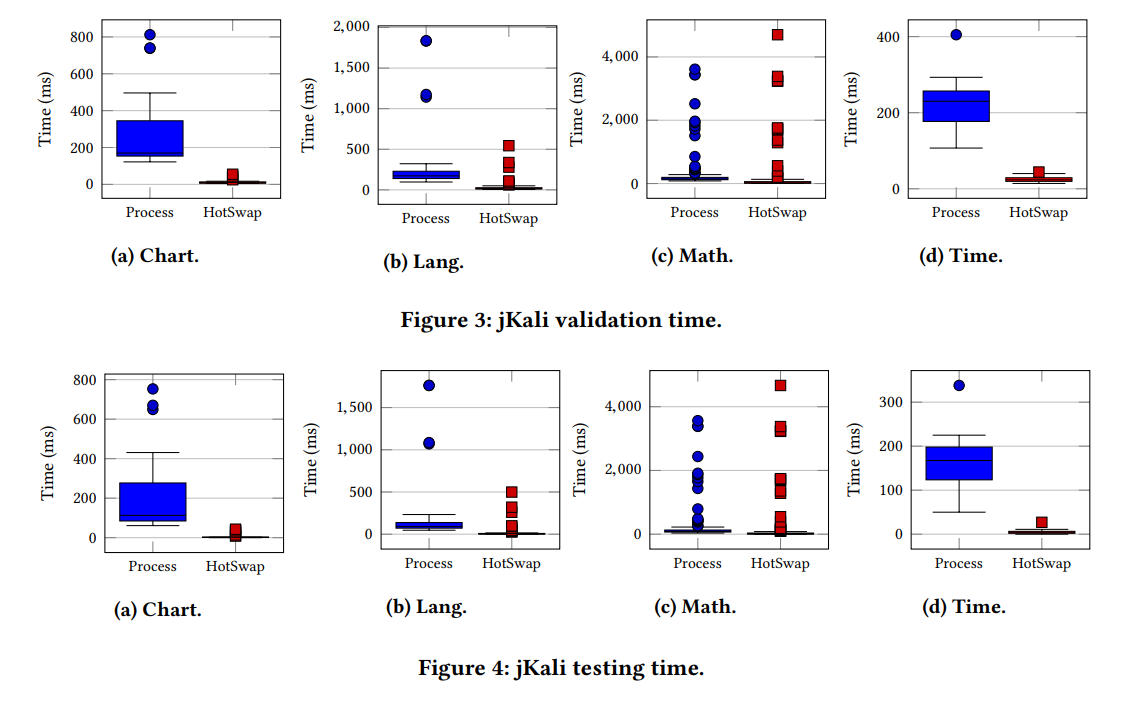 Time (ms)
800
600
400
200
0
Process HotSwap
(a) Chart.
Time (ms)
2,000
1,500
1,000
500
0
Process HotSwap
(b) Lang.
Time (ms)
4,000
2,000
0
Process HotSwap
(c) Math.
Time (ms)
400
200
0
Process HotSwap
(d) Time.
Figure 3: jKali validation time.
Time (ms)
800
600
400
200
0
Process HotSwap
(a) Chart.
Time (ms)
1,500
1,000
500
0
Process HotSwap
(b) Lang.
Time (ms)
4,000
2,000
0
Process HotSwap
(c) Math.
Time (ms)
300
200
100
0
Process HotSwap
(d) Time.
Figure 4: jKali testing time.